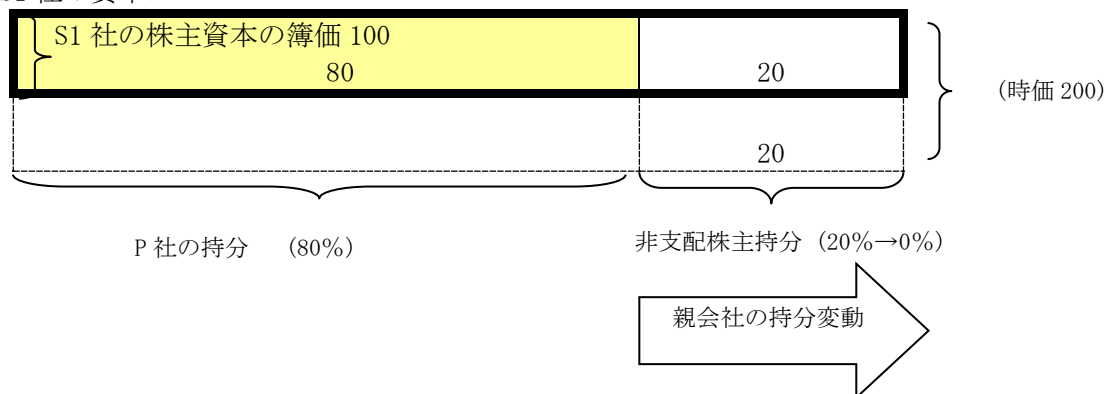 S1 社の株主資本の簿価 100
80
20
(時価 200)
20
P 社の持分 (80%)
非支配株主持分 (20%→0%)
親会社の持分変動